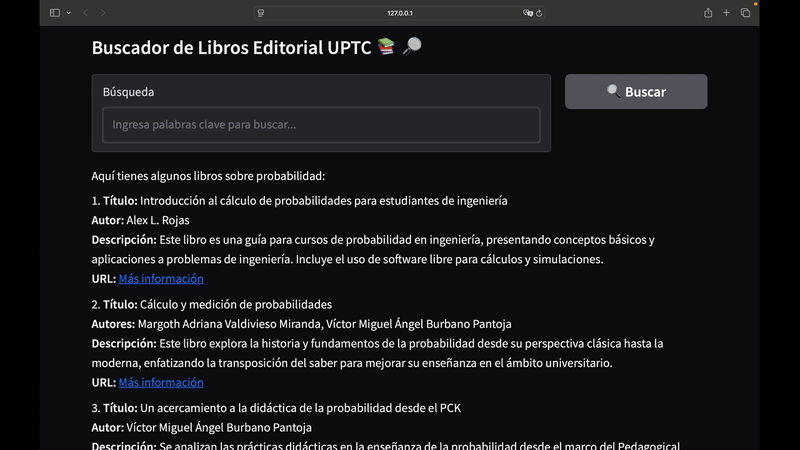 127.0.0.1
Buscador de Libros Editorial UPTC 📚 🔎
Búsqueda
Ingresa palabras clave para buscar...
🔍 Buscar
Aquí tienes algunos libros sobre probabilidad:
1. Título: Introducción al cálculo de probabilidades para estudiantes de ingeniería
Autor: Alex L. Rojas
Descripción: Este libro es una guía para cursos de probabilidad en ingeniería, presentando conceptos básicos y
aplicaciones a problemas de ingeniería. Incluye el uso de software libre para cálculos y simulaciones.
URL: Más información
2. Título: Cálculo y medición de probabilidades
Autores: Margoth Adriana Valdivieso Miranda, Víctor Miguel Ángel Burbano Pantoja
Descripción: Este libro explora la historia y fundamentos de la probabilidad desde su perspectiva clásica hasta la
moderna, enfatizando la transposición del saber para mejorar su enseñanza en el ámbito universitario.
URL: Más información
3. Título: Un acercamiento a la didáctica de la probabilidad desde el PCK
Autor: Víctor Miguel Ángel Burbano Pantoja
Descripción: Se analizan las prácticas didácticas en la enseñanza de la probabilidad desde el marco del Pedagogical